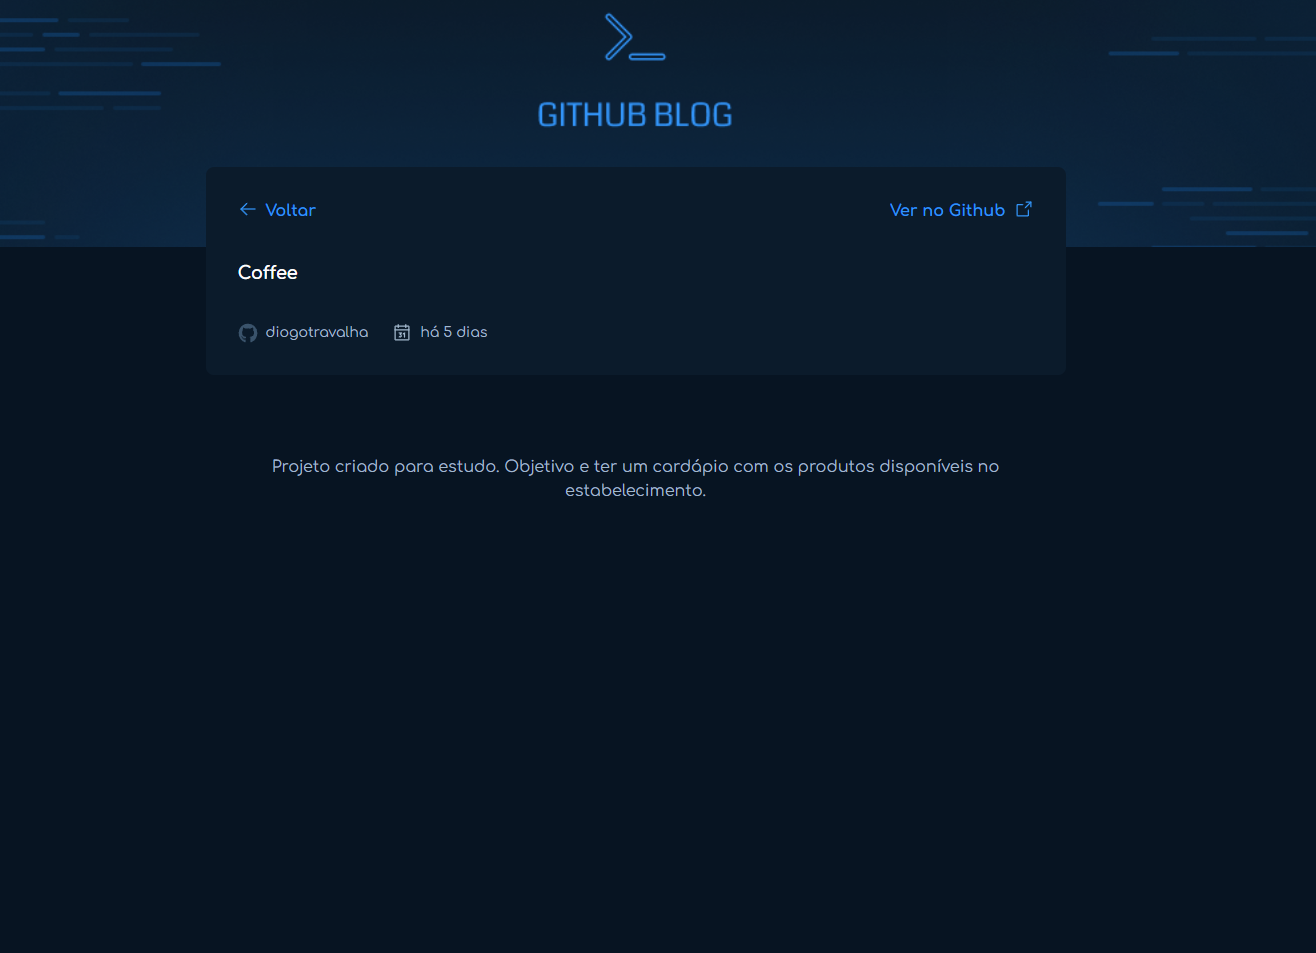 GITHUB BLOG
Voltar
Ver no Github
Coffee
diogotravalha
31
há 5 dias
Projeto criado para estudo. Objetivo e ter um cardápio com os produtos disponíveis no
estabelecimento.